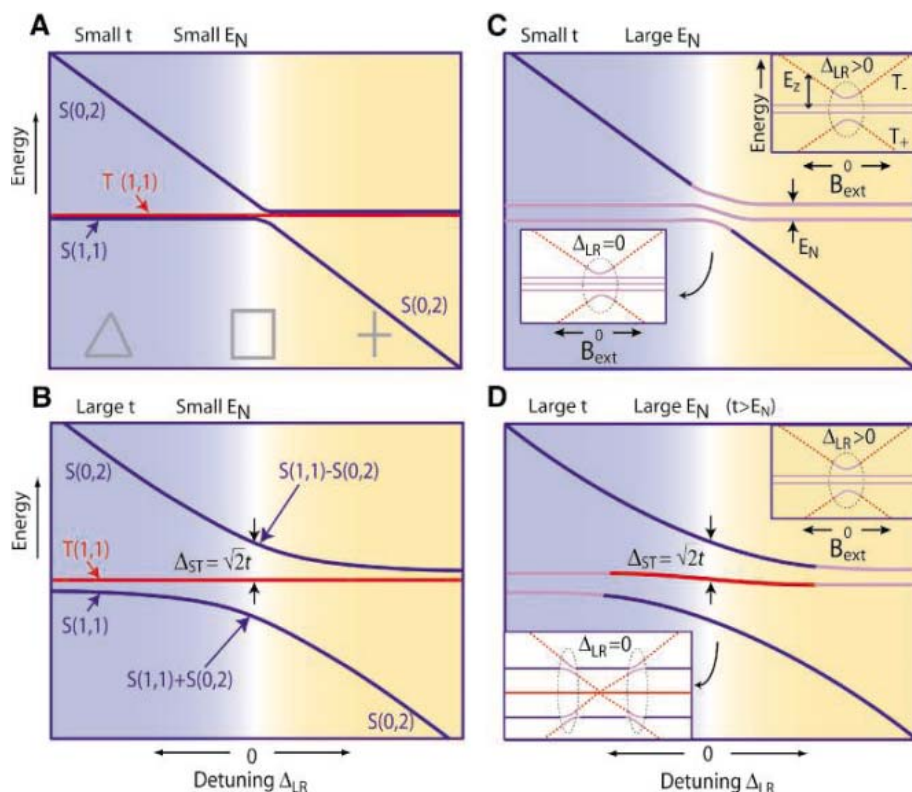 A
Small t Small E_N
Energy
S(0,2)
T (1,1)
S(1,1)
S(0,2)
B
Large t Small E_N
Energy
S(0,2)
S(1,1)-S(0,2)
T(1,1)
Δ_ST = √2t
S(1,1)
S(1,1)+S(0,2)
S(0,2)
0
Detuning Δ_LR
C
Small t Large E_N
Energy
Δ_LR>0
E_z
T_-
T_+
0
B_ext
E_N
Δ_LR=0
0
B_ext
D
Large t Large E_N (t>E_N)
Δ_LR>0
0
B_ext
Δ_ST = √2t
Δ_LR=0
0
Detuning Δ_LR